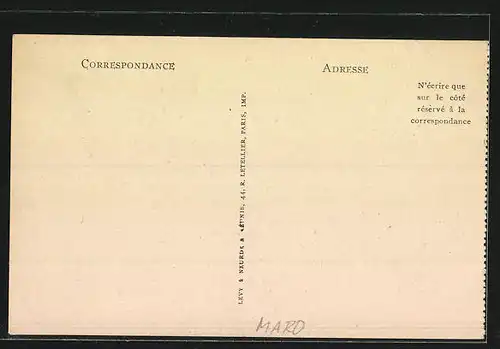 CORRESPONDANCE
ADRESSE
N'écrire que
sur le côté
réservé à la
correspondance
LEVY & NEURDEIN RÉUNIS, 44, R. LETELLIER, PARIS, IMP.
MARO